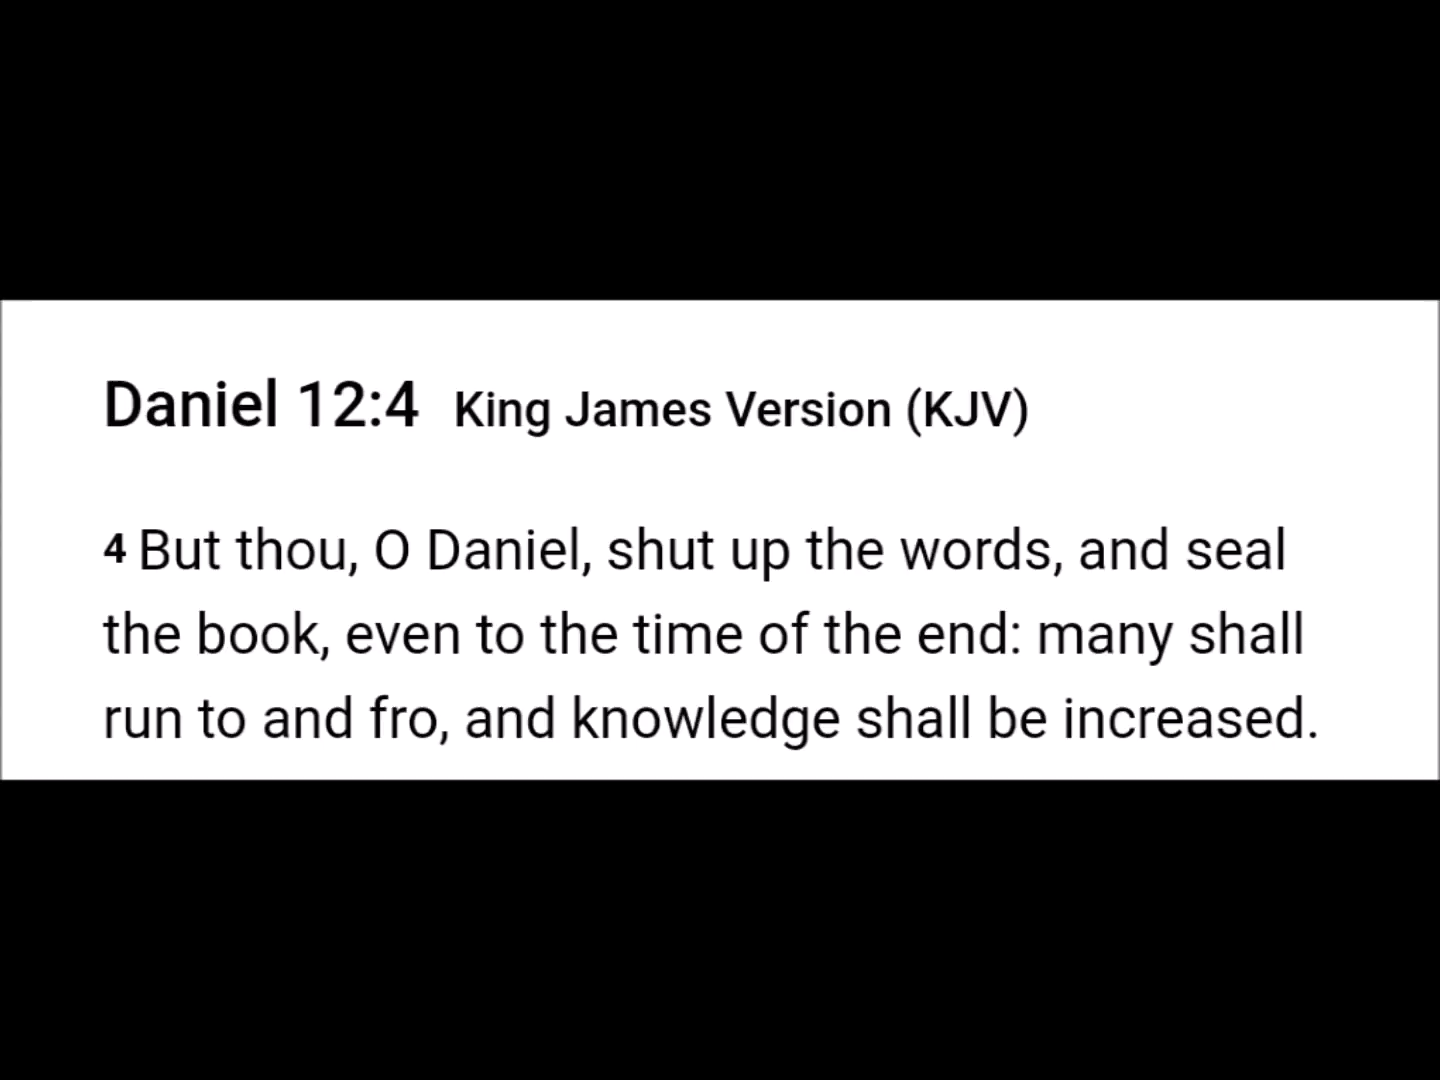 Daniel 12:4 King James Version (KJV)
4 But thou, O Daniel, shut up the words, and seal
the book, even to the time of the end: many shall
run to and fro, and knowledge shall be increased.